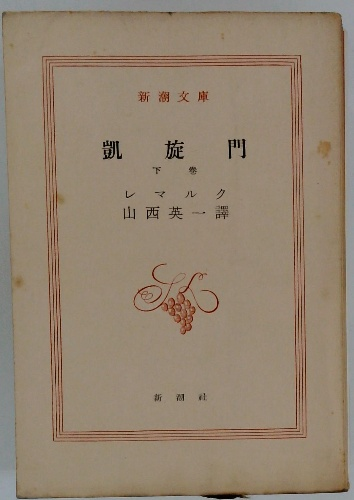 新潮文庫
凱旋門
下巻
レマルク
山西英一譯
新潮社